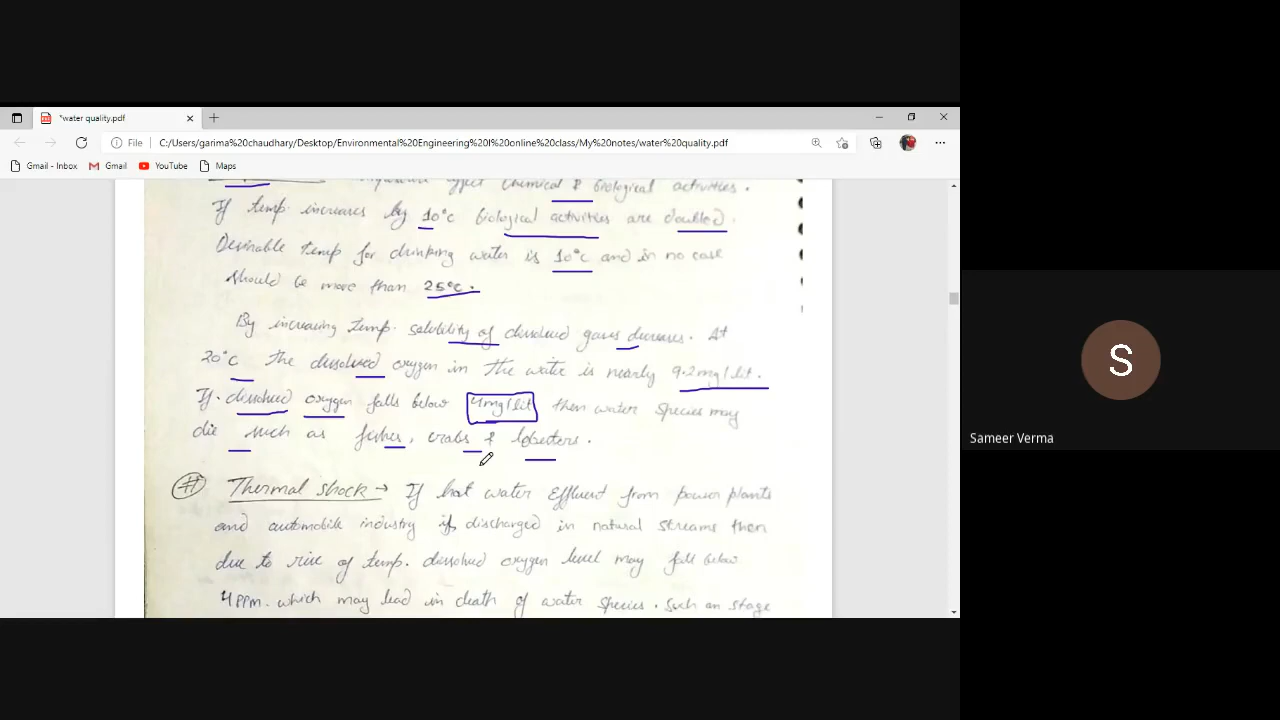 *water quality.pdf
File
C:/Users/garima%20chaudhary/Desktop/Environmental%20Engineering%20I%20online%20class/My%20notes/water%20quality.pdf
Gmail - Inbox
Gmail
YouTube
Maps
affect Chemical & biological activities.
If temp. increases by 10°C biological activities are doubled.
Desirable temp for drinking water is 10°C and in no case
should be more than 25°C.
By increasing temp. solubility of dissolved gases decreases. At
20°C the dissolved oxygen in the water is nearly 9.2mg/lit.
If dissolved oxygen falls below 4mg/lit then water species may
die such as fishes, crabs & lobsters.
# Thermal shock → If hot water effluent from power plants
and automobile industry is discharged in natural streams then
due to rise of temp. dissolved oxygen level may fall below
4PPM. which may lead in death of water species. Such an stage
S
Sameer Verma